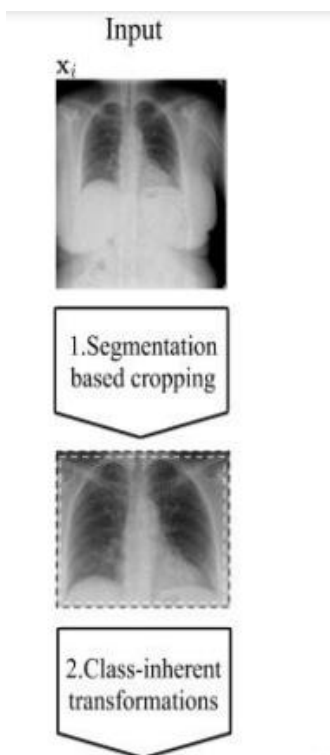 Input
xᵢ
1.Segmentation
based cropping
2.Class-inherent
transformations